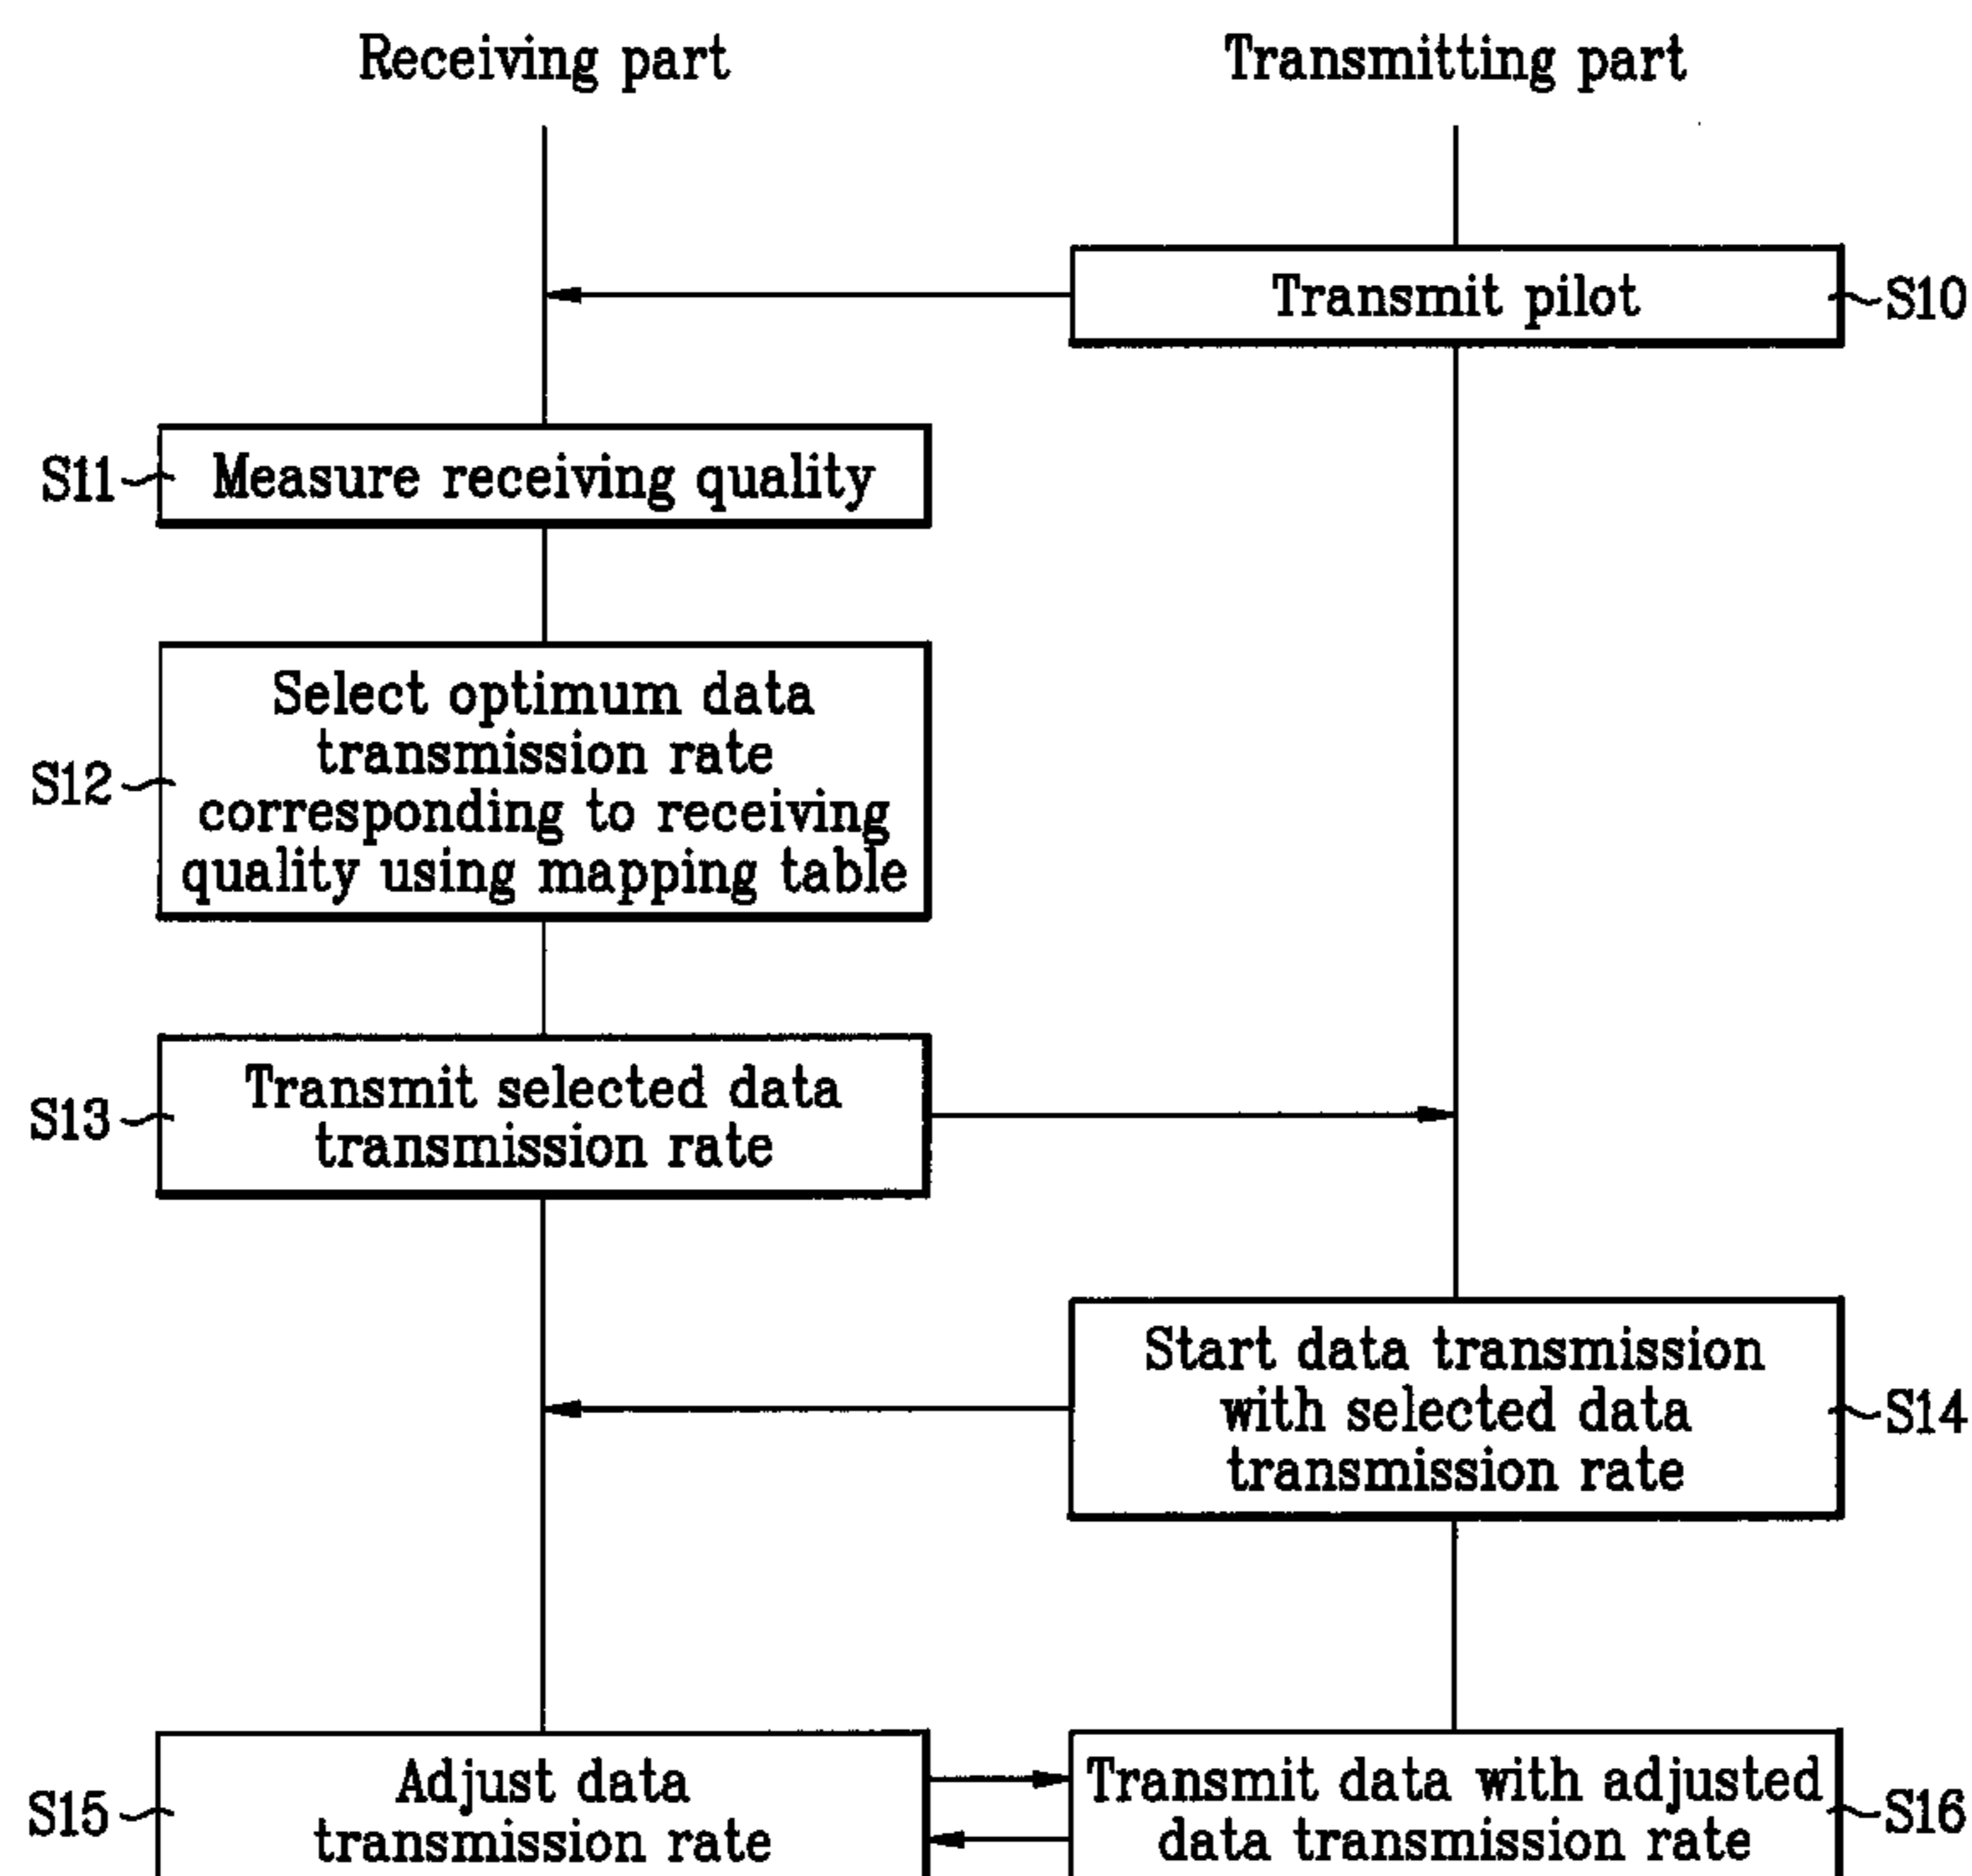 Receiving part
Transmitting part
Transmit pilot
S10
S11
Measure receiving quality
S12
Select optimum data
transmission rate
corresponding to receiving
quality using mapping table
S13
Transmit selected data
transmission rate
Start data transmission
with selected data
transmission rate
S14
S15
Adjust data
transmission rate
Transmit data with adjusted
data transmission rate
S16